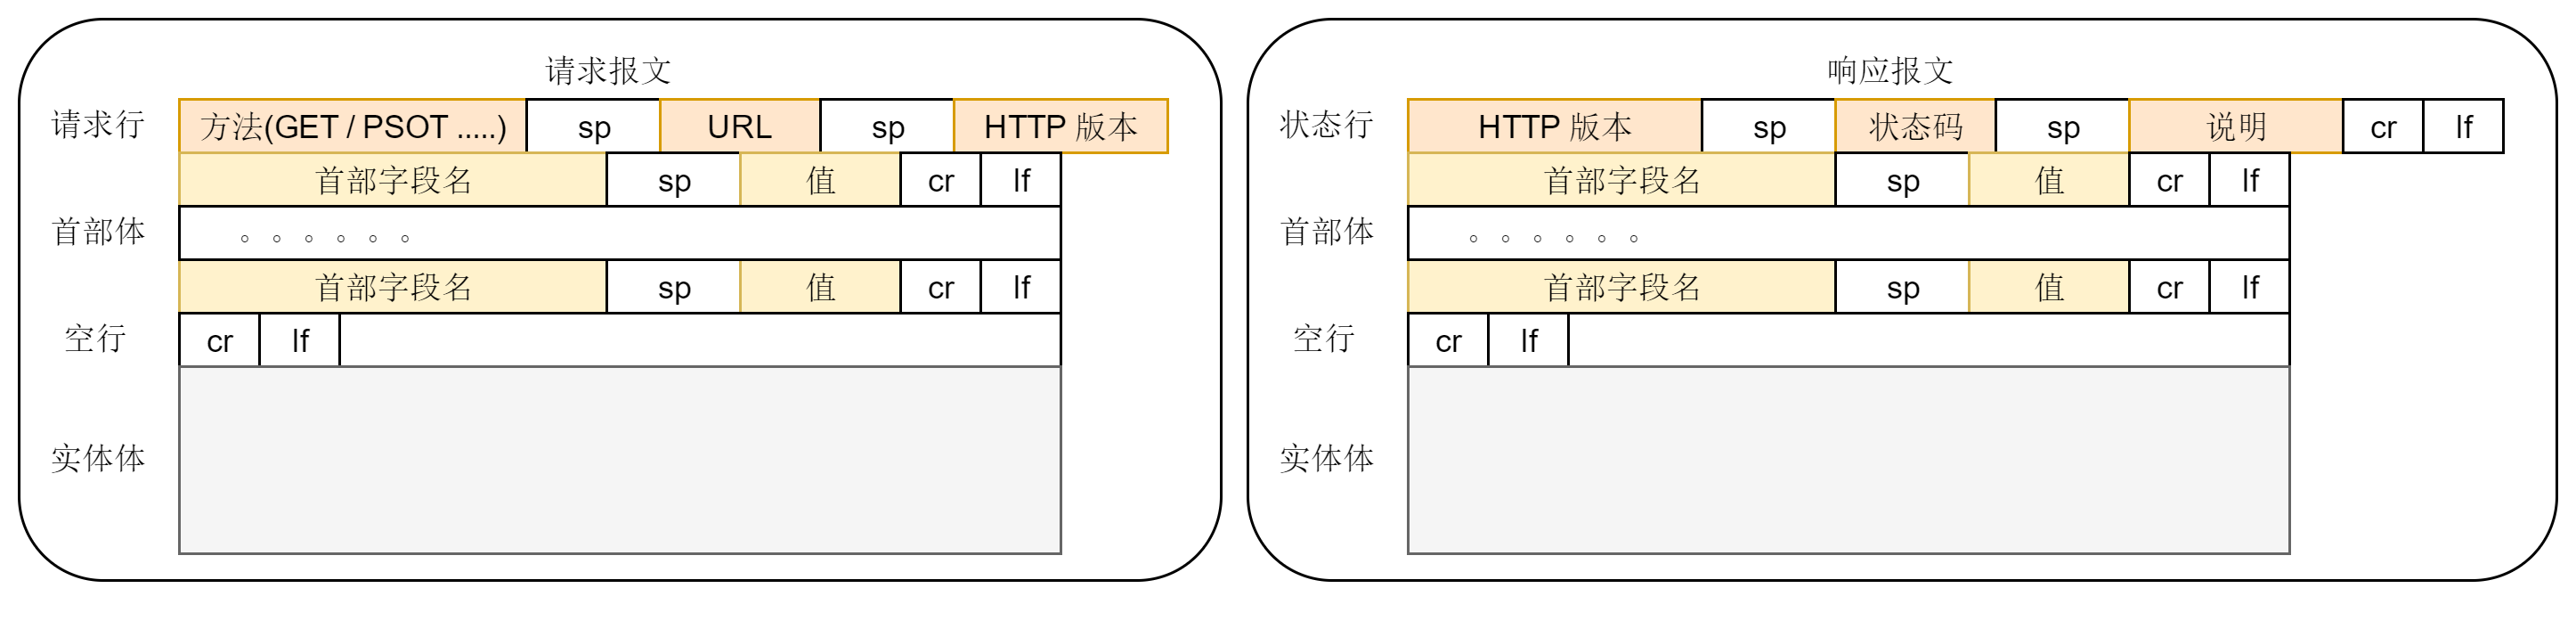 请求报文
请求行 方法(GET / PSOT .....) sp URL sp HTTP 版本
首部字段名 sp 值 cr lf
首部体 。。。。。。
首部字段名 sp 值 cr lf
空行 cr lf
实体体
响应报文
状态行 HTTP 版本 sp 状态码 sp 说明 cr lf
首部字段名 sp 值 cr lf
首部体 。。。。。。
首部字段名 sp 值 cr lf
空行 cr lf
实体体